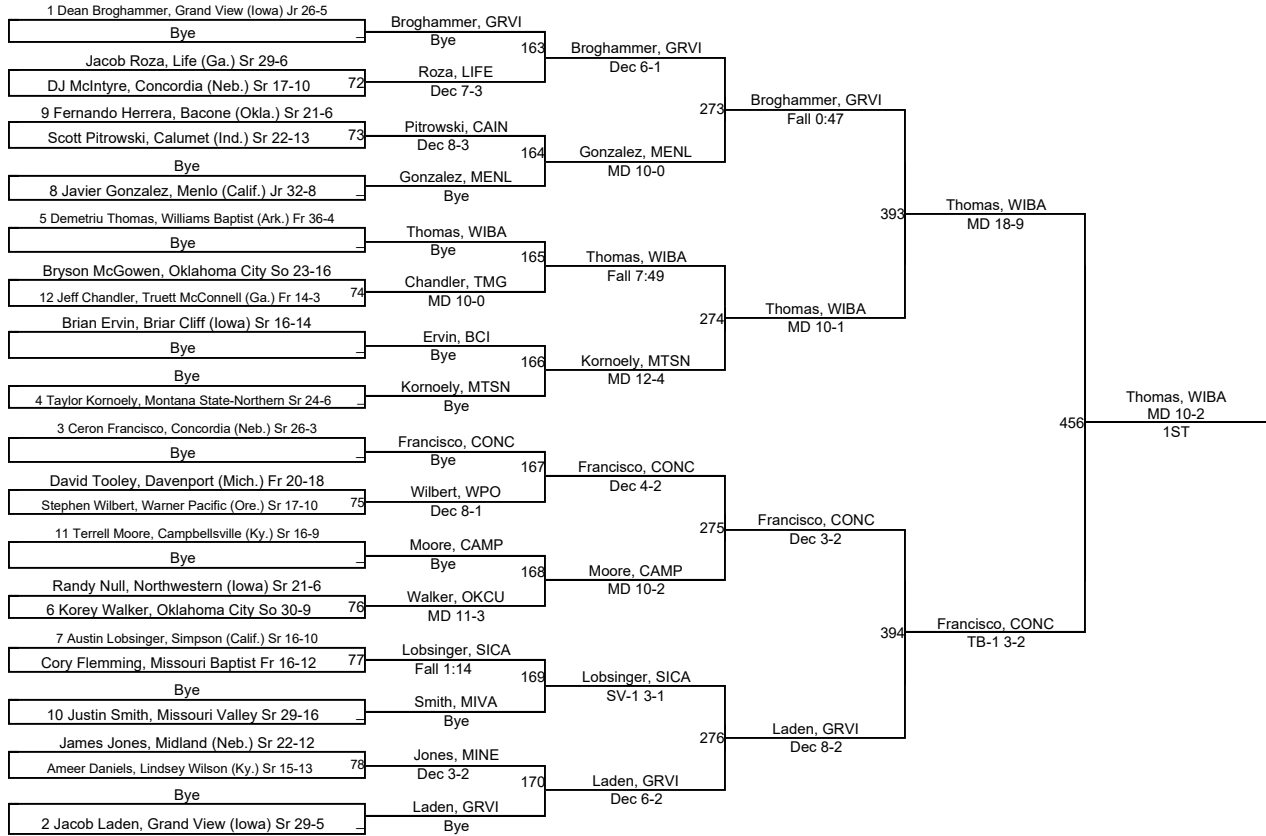 1 Dean Broghammer, Grand View (Iowa) Jr 26-5
Bye _
Jacob Roza, Life (Ga.) Sr 29-6
DJ McIntyre, Concordia (Neb.) Sr 17-10 72
9 Fernando Herrera, Bacone (Okla.) Sr 21-6
Scott Pitrowski, Calumet (Ind.) Sr 22-13 73
Bye
8 Javier Gonzalez, Menlo (Calif.) Jr 32-8 _
5 Demetriu Thomas, Williams Baptist (Ark.) Fr 36-4
Bye _
Bryson McGowen, Oklahoma City So 23-16
12 Jeff Chandler, Truett McConnell (Ga.) Fr 14-3 74
Brian Ervin, Briar Cliff (Iowa) Sr 16-14
Bye _
Bye
4 Taylor Kornoely, Montana State-Northern Sr 24-6 _
3 Ceron Francisco, Concordia (Neb.) Sr 26-3
Bye _
David Tooley, Davenport (Mich.) Fr 20-18
Stephen Wilbert, Warner Pacific (Ore.) Sr 17-10 75
11 Terrell Moore, Campbellsville (Ky.) Sr 16-9
Bye _
Randy Null, Northwestern (Iowa) Sr 21-6
6 Korey Walker, Oklahoma City So 30-9 76
7 Austin Lobsinger, Simpson (Calif.) Sr 16-10
Cory Flemming, Missouri Baptist Fr 16-12 77
Bye
10 Justin Smith, Missouri Valley Sr 29-16 _
James Jones, Midland (Neb.) Sr 22-12
Ameer Daniels, Lindsey Wilson (Ky.) Sr 15-13 78
Bye
2 Jacob Laden, Grand View (Iowa) Sr 29-5 _
Broghammer, GRVI
Bye
163
Roza, LIFE
Dec 7-3
Pitrowski, CAIN
Dec 8-3
164
Gonzalez, MENL
Bye
Thomas, WIBA
Bye
165
Chandler, TMG
MD 10-0
Ervin, BCI
Bye
166
Kornoely, MTSN
Bye
Francisco, CONC
Bye
167
Wilbert, WPO
Dec 8-1
Moore, CAMP
Bye
168
Walker, OKCU
MD 11-3
Lobsinger, SICA
Fall 1:14
169
Smith, MIVA
Bye
Jones, MINE
Dec 3-2
170
Laden, GRVI
Bye
Broghammer, GRVI
Dec 6-1
273
Gonzalez, MENL
MD 10-0
Thomas, WIBA
Fall 7:49
274
Kornoely, MTSN
MD 12-4
Francisco, CONC
Dec 4-2
275
Moore, CAMP
MD 10-2
Lobsinger, SICA
SV-1 3-1
276
Laden, GRVI
Dec 6-2
Broghammer, GRVI
Fall 0:47
393
Thomas, WIBA
MD 10-1
Francisco, CONC
Dec 3-2
394
Laden, GRVI
Dec 8-2
Thomas, WIBA
MD 18-9
456
Francisco, CONC
TB-1 3-2
Thomas, WIBA
MD 10-2
1ST